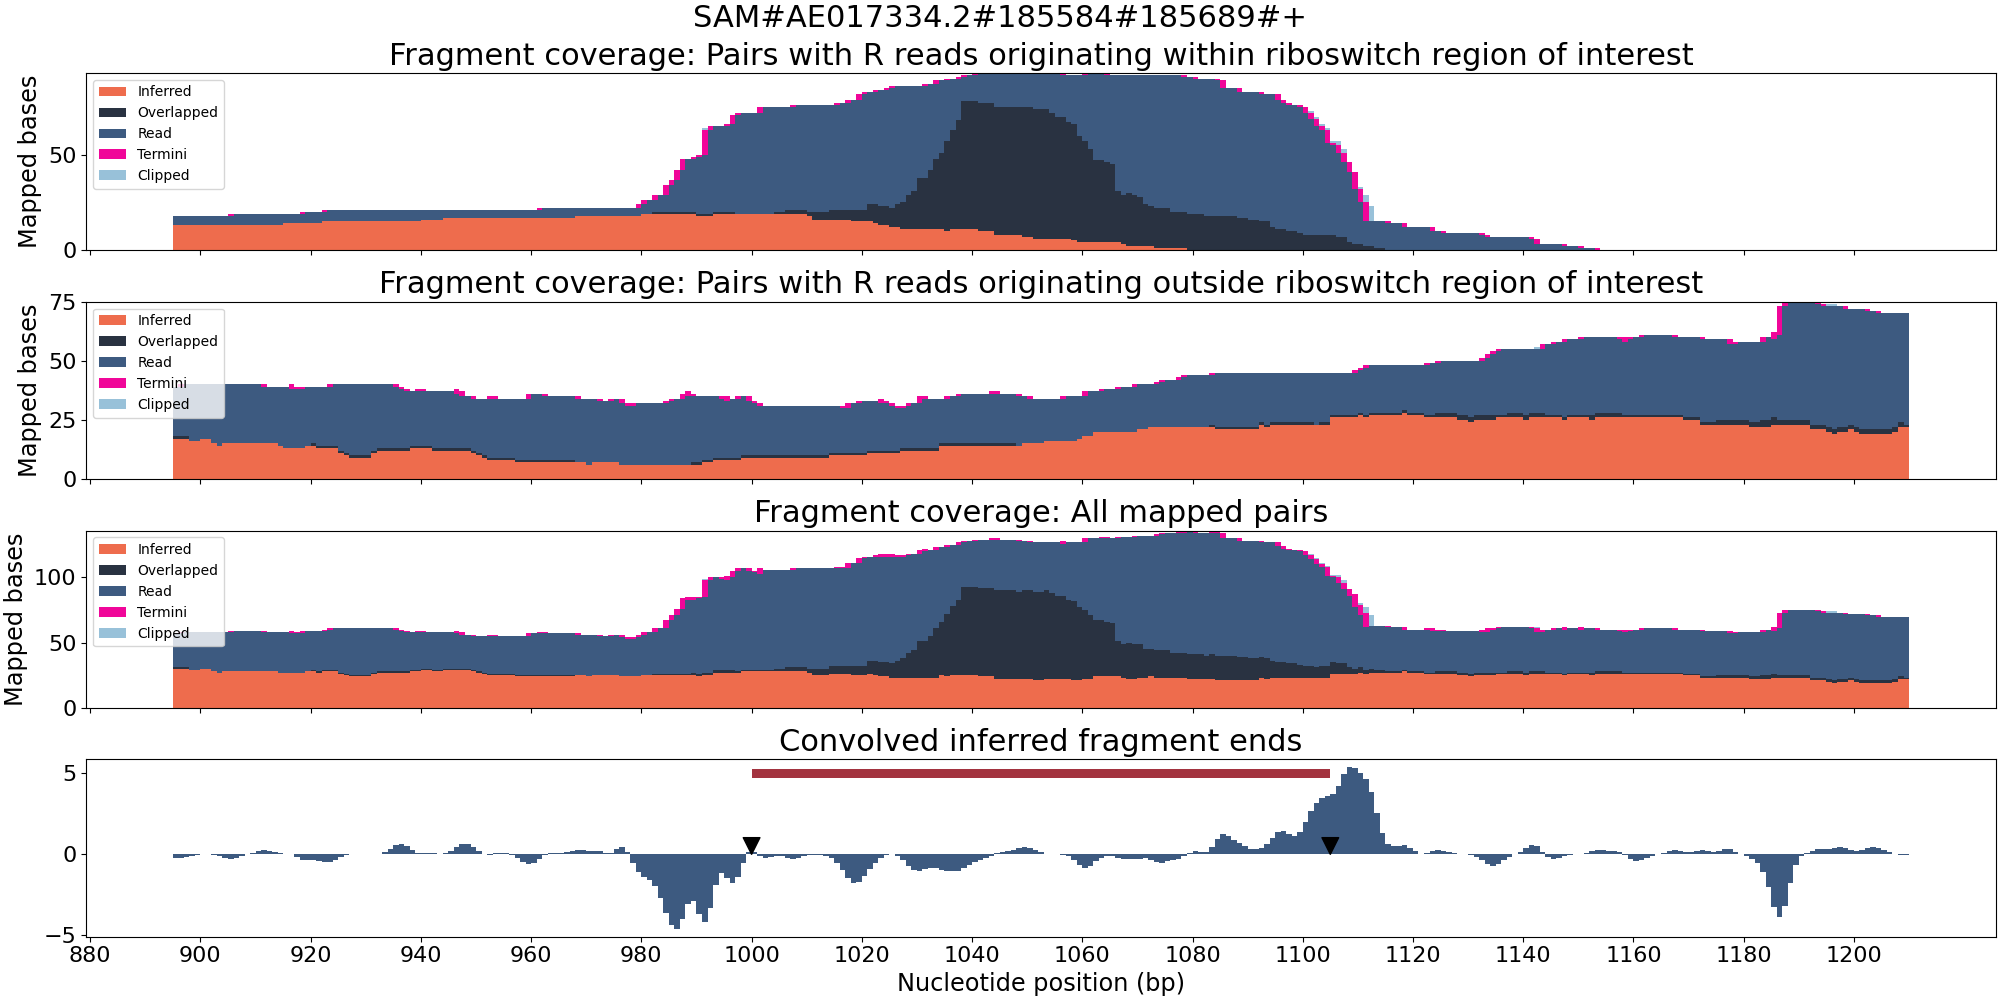 SAM#AE017334.2#185584#185689#+
Fragment coverage: Pairs with R reads originating within riboswitch region of interest
Mapped bases
50
0
Inferred
Overlapped
Read
Termini
Clipped
Fragment coverage: Pairs with R reads originating outside riboswitch region of interest
Mapped bases
75
50
25
0
Inferred
Overlapped
Read
Termini
Clipped
Fragment coverage: All mapped pairs
Mapped bases
100
50
0
Inferred
Overlapped
Read
Termini
Clipped
Convolved inferred fragment ends
5
0
−5
880 900 920 940 960 980 1000 1020 1040 1060 1080 1100 1120 1140 1160 1180 1200
Nucleotide position (bp)